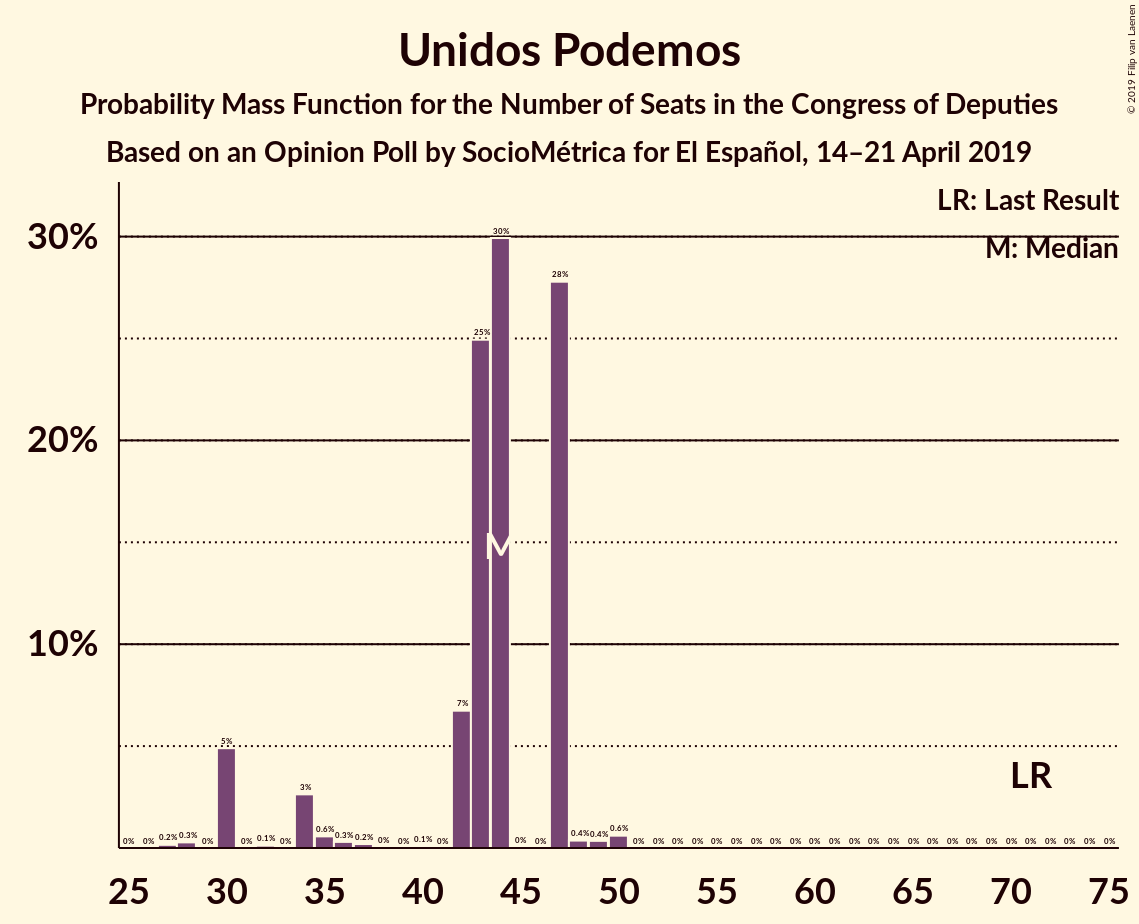 Unidos Podemos
Probability Mass Function for the Number of Seats in the Congress of Deputies
Based on an Opinion Poll by SocioMétrica for El Español, 14–21 April 2019
© 2019 Filip van Laenen
LR: Last Result
M: Median
30%
20%
10%
0% 0% 0.2% 0.3% 0% 5% 0% 0.1% 0% 3% 0.6% 0.3% 0.2% 0% 0% 0.1% 0% 7% 25% 30% 0% 0% 28% 0.4% 0.4% 0.6% 0% 0% 0% 0% 0% 0% 0% 0% 0% 0% 0% 0% 0% 0% 0% 0% 0% 0% 0% 0% 0% 0% 0% 0% 0%
M
LR
25 30 35 40 45 50 55 60 65 70 75